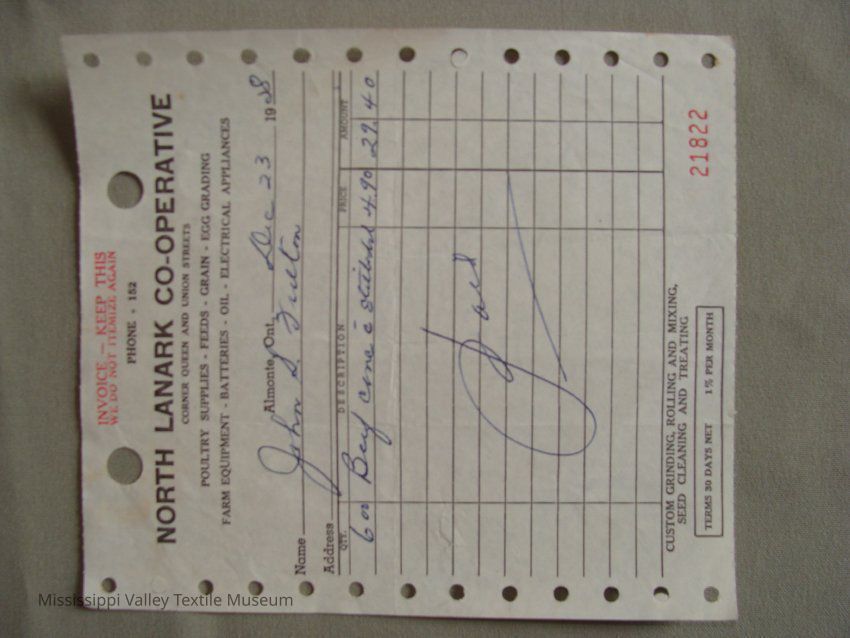 INVOICE — KEEP THIS
WE DO NOT ITEMIZE AGAIN
PHONE - 152
NORTH LANARK CO-OPERATIVE
CORNER QUEEN AND UNION STREETS
POULTRY SUPPLIES - FEEDS - GRAIN - EGG GRADING
FARM EQUIPMENT - BATTERIES - OIL - ELECTRICAL APPLIANCES
Almonte, Ont. Dec 23 1958
Name John S. Fulton
Address
QTY. DESCRIPTION PRICE AMOUNT
600 Beef conc c stilbestrol 4.90 29 40
Paid
CUSTOM GRINDING, ROLLING AND MIXING,
SEED CLEANING AND TREATING
TERMS 30 DAYS NET 1% PER MONTH
21822
Mississippi Valley Textile Museum